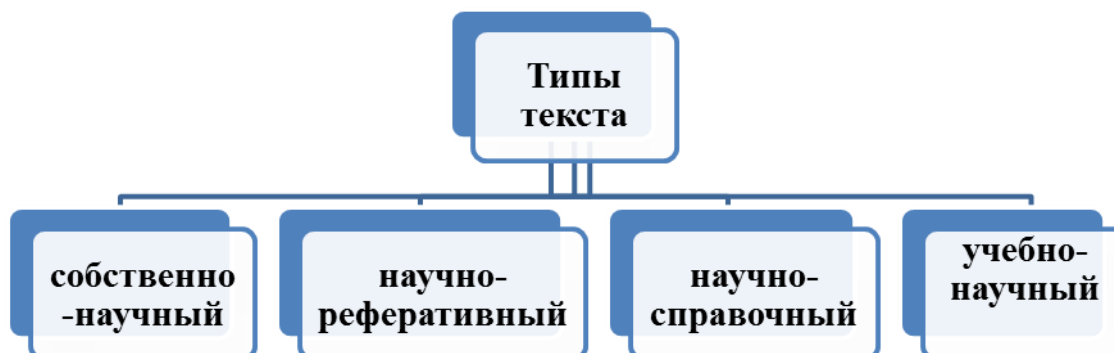 Типы
текста
собственно
-научный
научно-
реферативный
научно-
справочный
учебно-
научный